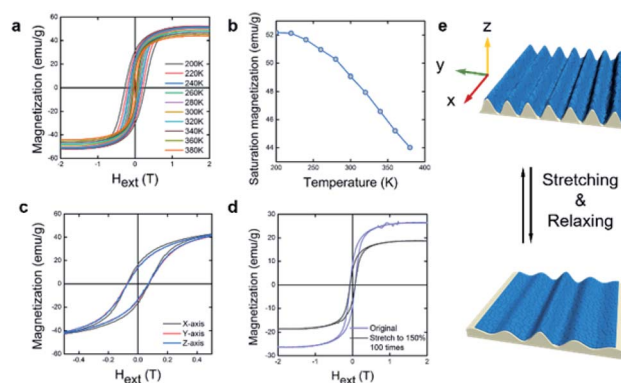 a
Magnetization (emu/g)
60
40
20
0
-20
-40
-60
-2
-1
0
1
2
H_ext (T)
200K
220K
240K
260K
280K
300K
320K
340K
360K
380K
b
Saturation magnetization (emu/g)
52
50
48
46
44
200
250
300
350
400
Temperature (K)
c
Magnetization (emu/g)
60
40
20
0
-20
-40
-60
-0.4
-0.2
0.0
0.2
0.4
H_ext (T)
X-axis
Y-axis
Z-axis
d
Magnetization (emu/g)
30
20
10
0
-10
-20
-30
-2
-1
0
1
2
H_ext (T)
Original
Stretch to 150%
100 times
e
z
y
x
Stretching
&
Relaxing